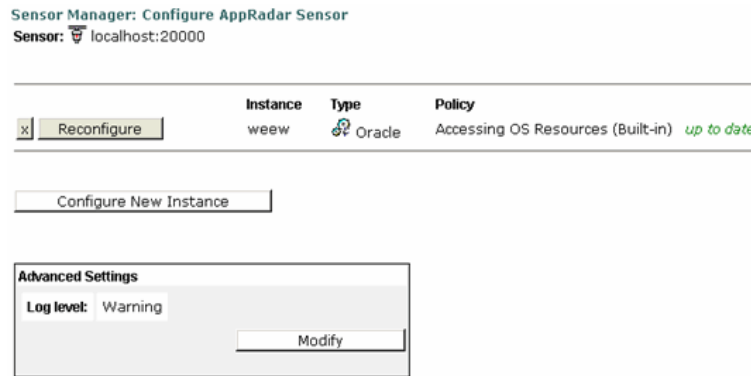 Sensor Manager: Configure AppRadar Sensor
Sensor: localhost:20000
Instance Type Policy
x Reconfigure weew Oracle Accessing OS Resources (Built-in) up to date
Configure New Instance
Advanced Settings
Log level: Warning
Modify